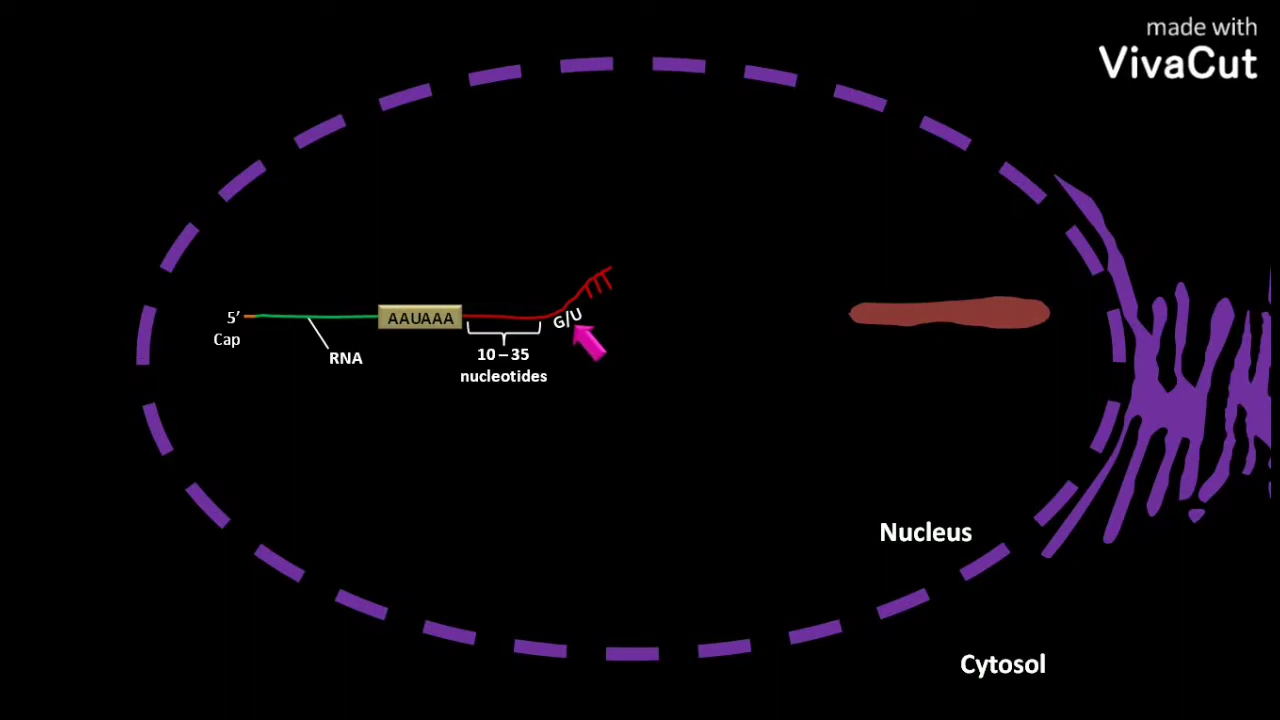 made with
VivaCut
AAUAAA
5’
Cap
RNA
G/U
10 – 35
nucleotides
Nucleus
Cytosol